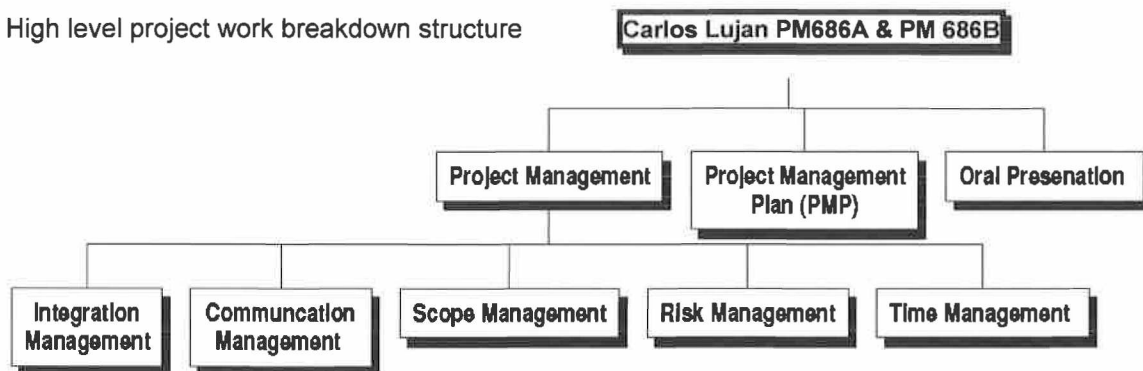 High level project work breakdown structure
Carlos Lujan PM686A & PM 686B
Project Management
Project Management
Plan (PMP)
Oral Presenation
Integration
Management
Communcation
Management
Scope Management
Risk Management
Time Management